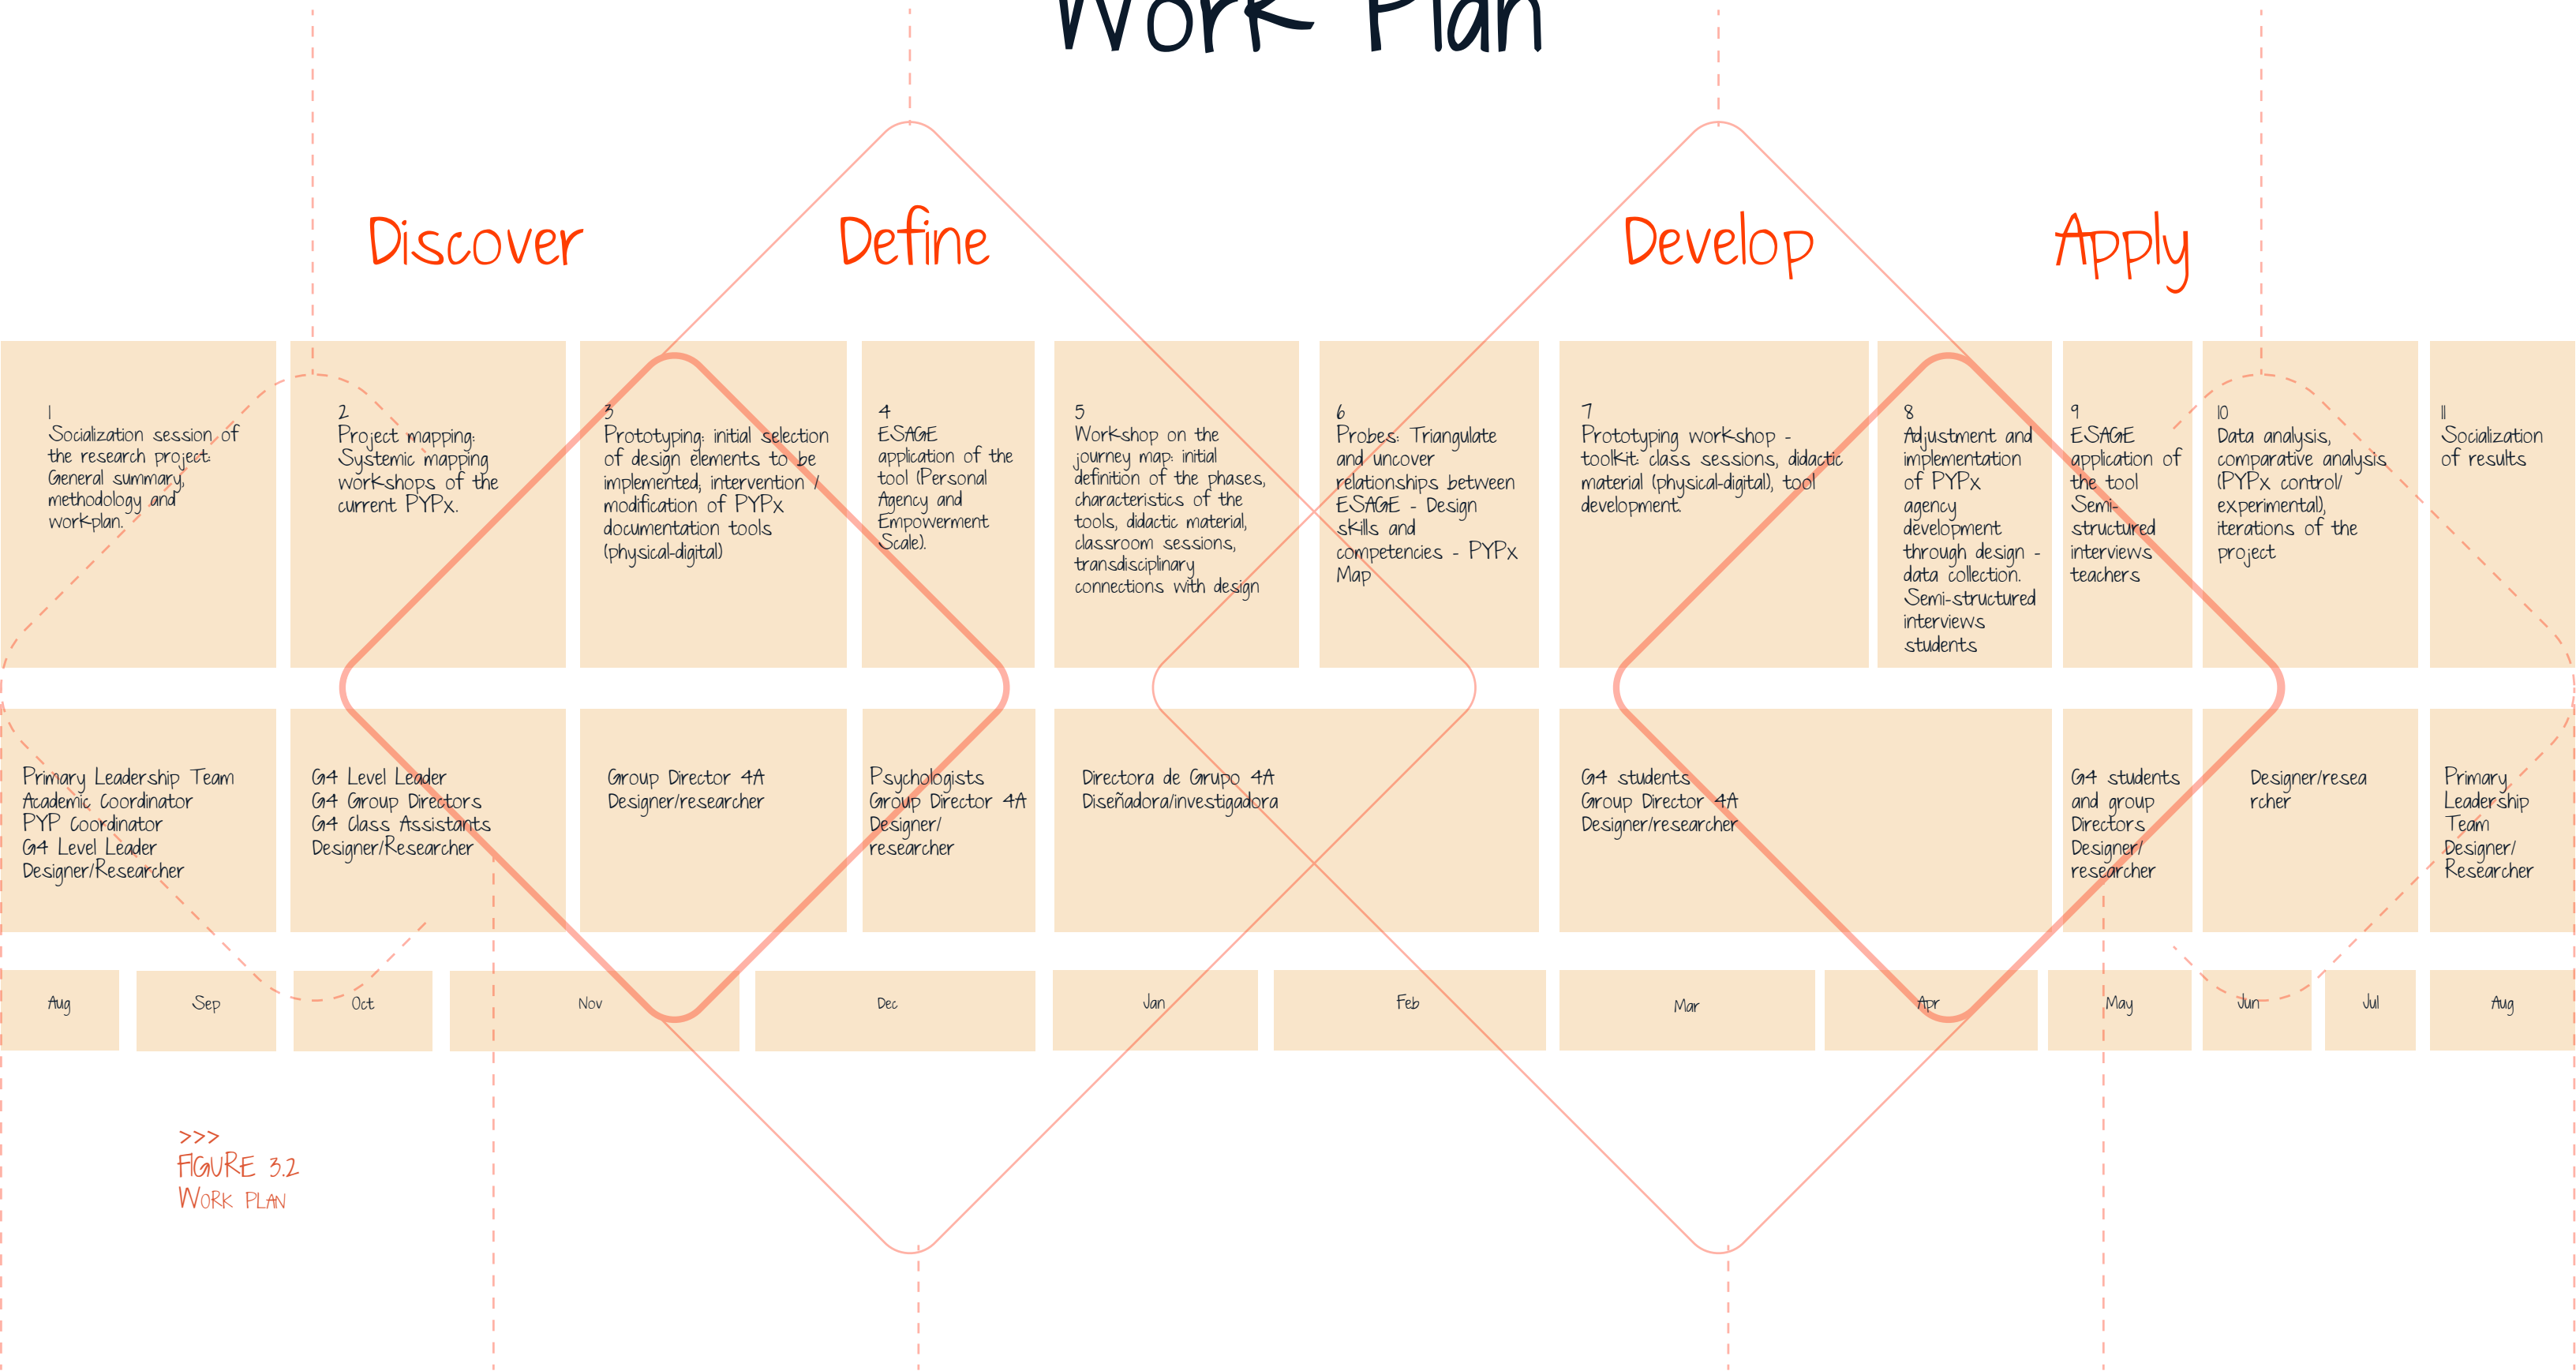 Work Plan
Discover
Define
Develop
Apply
1
Socialization session of
the research project:
General summary,
methodology and
workplan.
2
Project mapping:
Systemic mapping
workshops of the
current PYPx.
3
Prototyping: initial selection
of design elements to be
implemented, intervention /
modification of PYPx
documentation tools
(physical-digital)
4
ESAGE
application of the
tool (Personal
Agency and
Empowerment
Scale).
5
Workshop on the
journey map: initial
definition of the phases,
characteristics of the
tools, didactic material,
classroom sessions,
transdisciplinary
connections with design
6
Probes: Triangulate
and uncover
relationships between
ESAGE - Design
skills and
competencies - PYPx
Map
7
Prototyping workshop -
toolkit: class sessions, didactic
material (physical-digital), tool
development.
8
Adjustment and
implementation
of PYPx
agency
development
through design -
data collection.
Semi-structured
interviews
students
9
ESAGE
application of
the tool
Semi-
structured
interviews
teachers
10
Data analysis,
comparative analysis
(PYPx control/
experimental),
iterations of the
project
11
Socialization
of results
Primary Leadership Team
Academic Coordinator
PYP Coordinator
G4 Level Leader
Designer/Researcher
G4 Level Leader
G4 Group Directors
G4 Class Assistants
Designer/Researcher
Group Director 4A
Designer/researcher
Psychologists
Group Director 4A
Designer/
researcher
Directora de Grupo 4A
Diseñadora/investigadora
G4 students
Group Director 4A
Designer/researcher
G4 students
and group
Directors
Designer/
researcher
Designer/resea
rcher
Primary
Leadership
Team
Designer/
Researcher
Aug
Sep
Oct
Nov
Dec
Jan
Feb
Mar
Apr
May
Jun
Jul
Aug
>>>
FIGURE 3.2
WORK PLAN